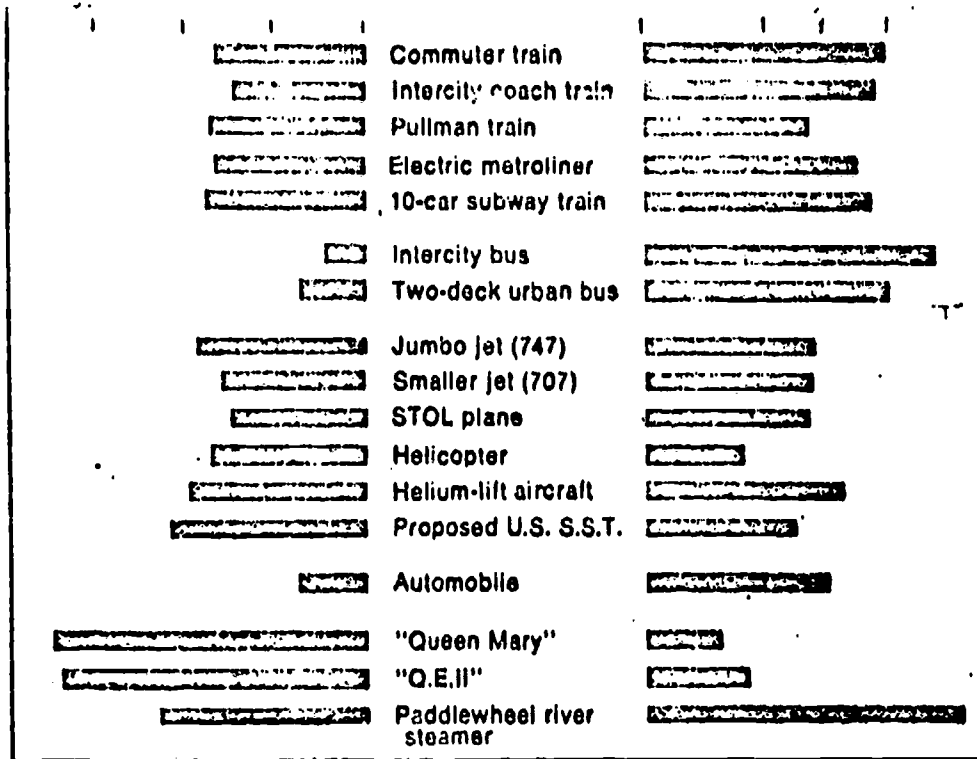 Commuter train
Intercity coach train
Pullman train
Electric metroliner
10-car subway train
Intercity bus
Two-deck urban bus
Jumbo jet (747)
Smaller jet (707)
STOL plane
Helicopter
Helium-lift aircraft
Proposed U.S. S.S.T.
Automobile
"Queen Mary"
"Q.E.II"
Paddlewheel river
steamer